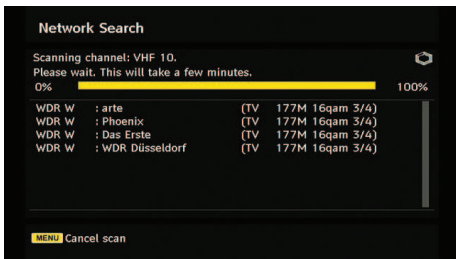 Network Search
Scanning channel: VHF 10.
Please wait. This will take a few minutes.
0% 100%
WDR W : arte (TV 177M 16qam 3/4)
WDR W : Phoenix (TV 177M 16qam 3/4)
WDR W : Das Erste (TV 177M 16qam 3/4)
WDR W : WDR Düsseldorf (TV 177M 16qam 3/4)
MENU Cancel scan